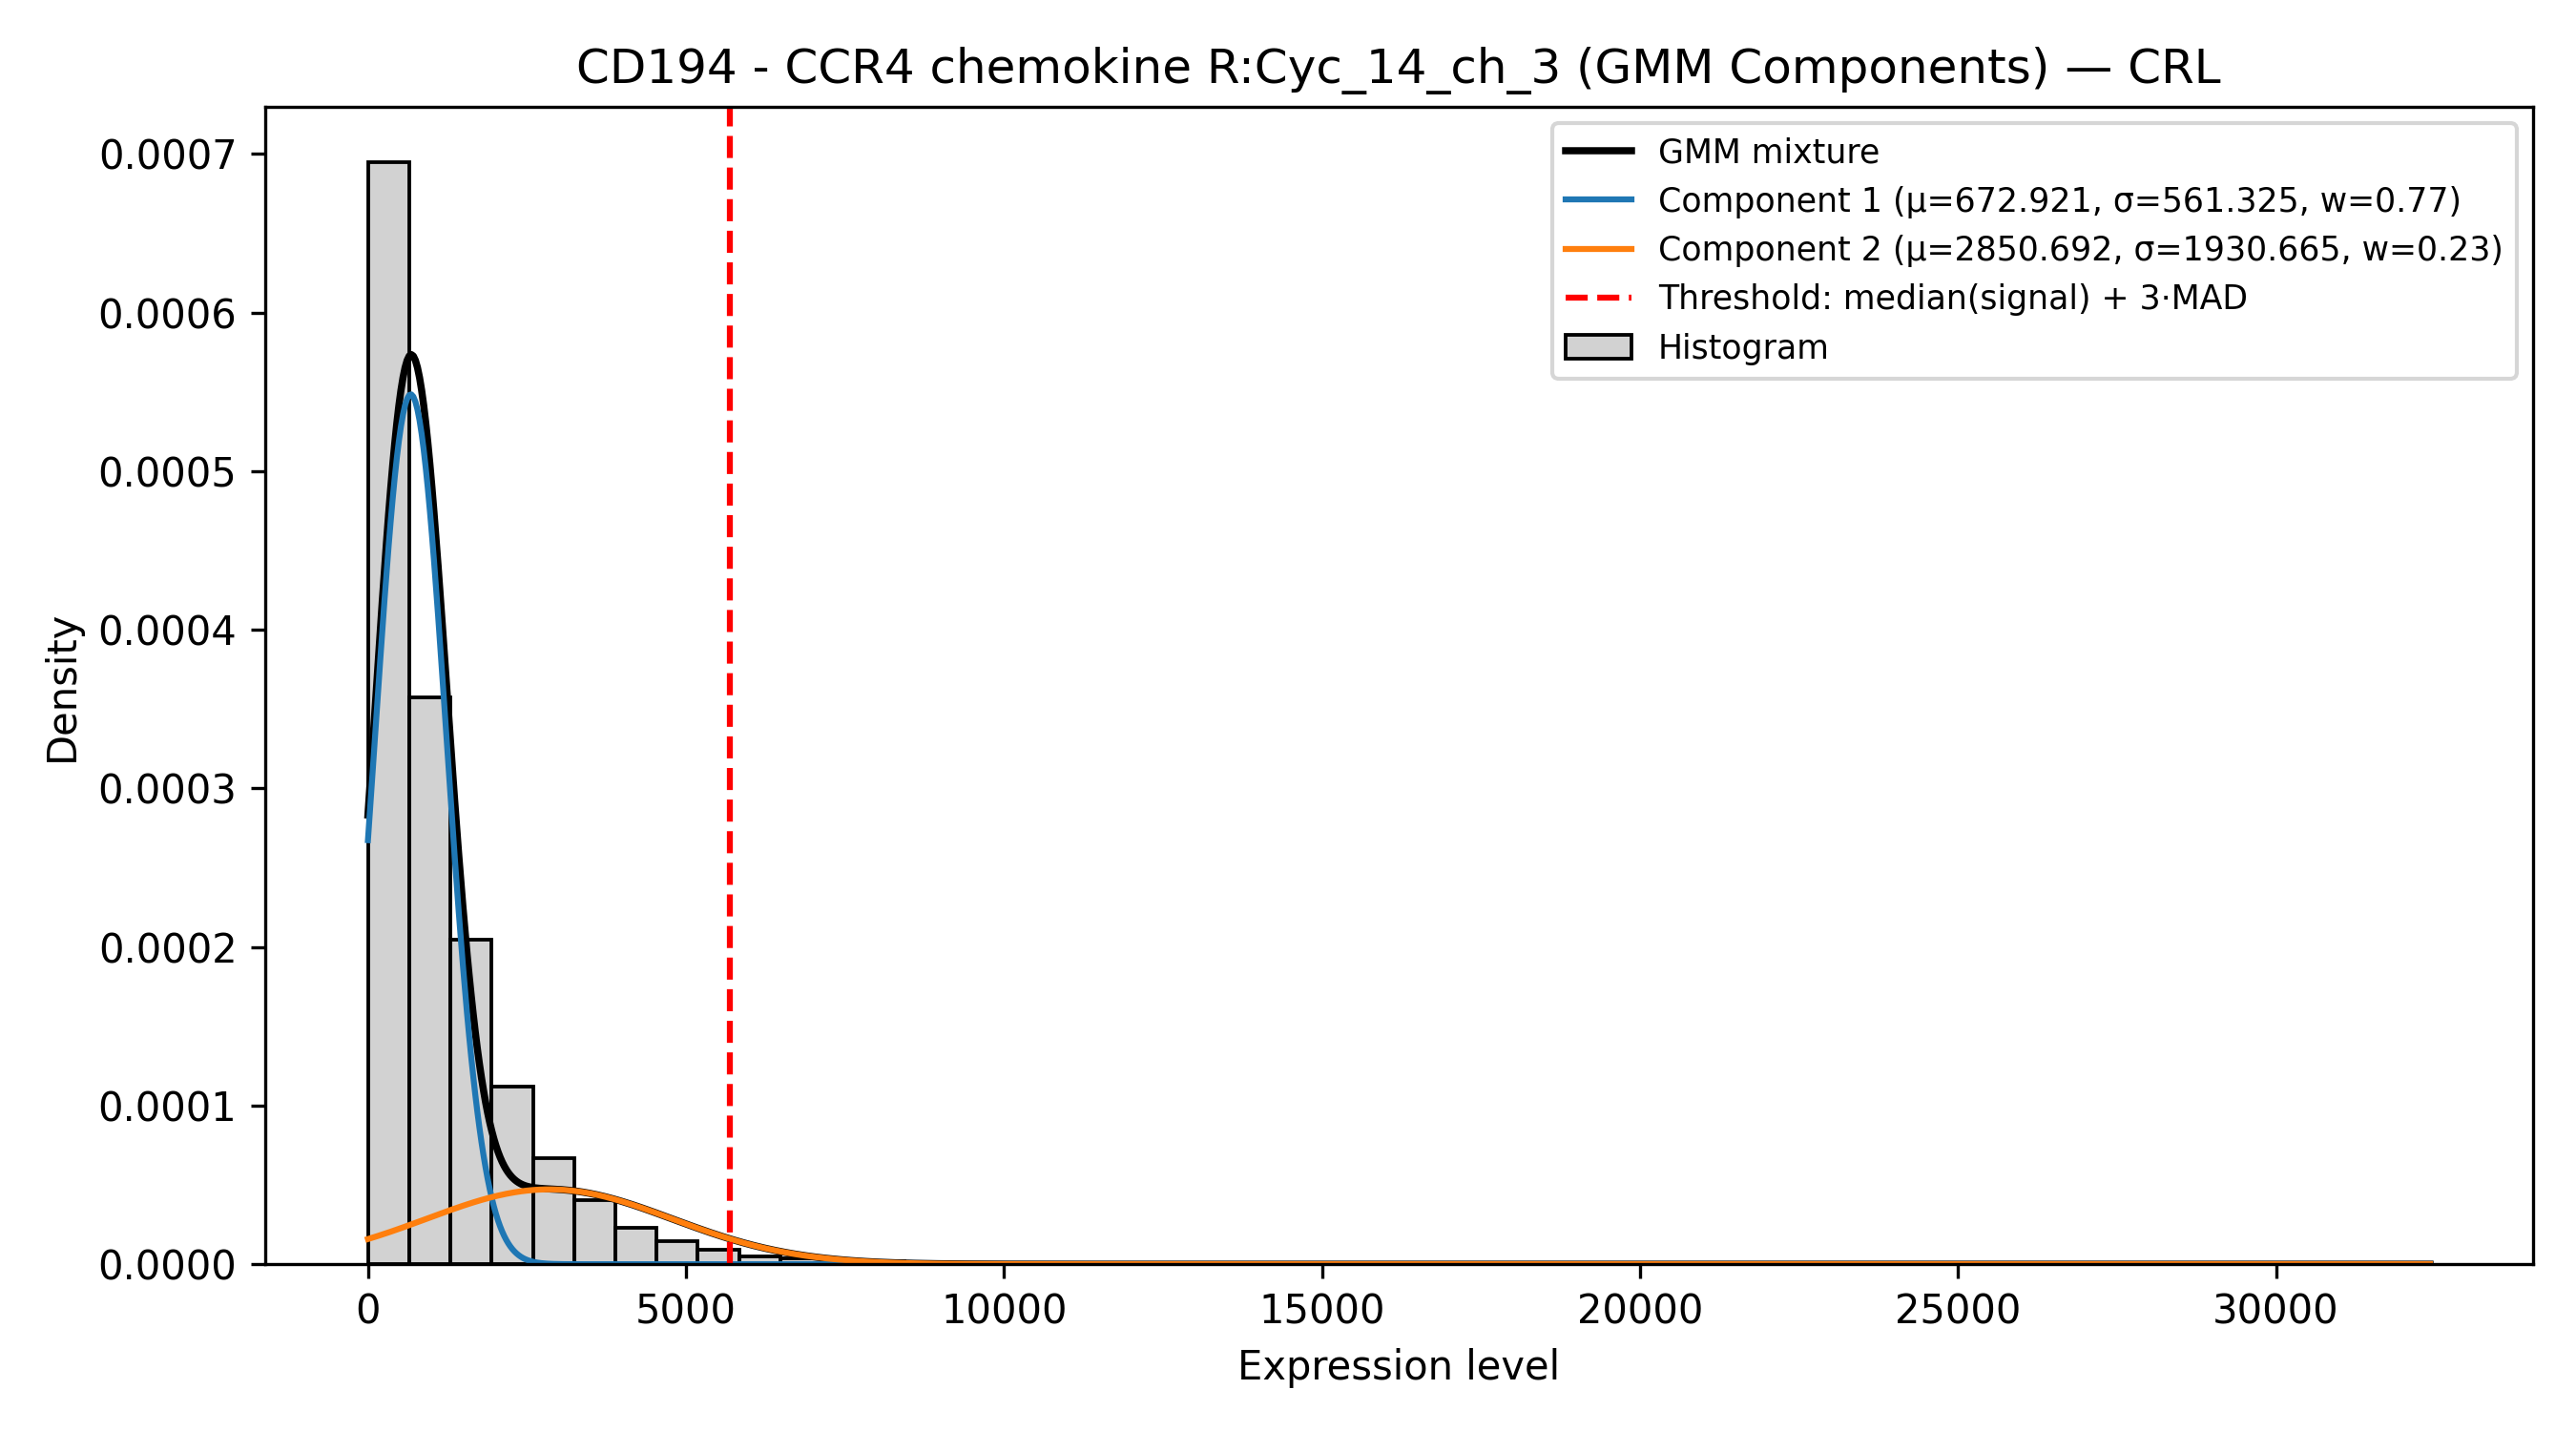 CD194 - CCR4 chemokine R:Cyc_14_ch_3 (GMM Components) — CRL
GMM mixture
Component 1 (μ=672.921, σ=561.325, w=0.77)
Component 2 (μ=2850.692, σ=1930.665, w=0.23)
Threshold: median(signal) + 3·MAD
Histogram
Density
0.0007
0.0006
0.0005
0.0004
0.0003
0.0002
0.0001
0.0000
0 5000 10000 15000 20000 25000 30000
Expression level